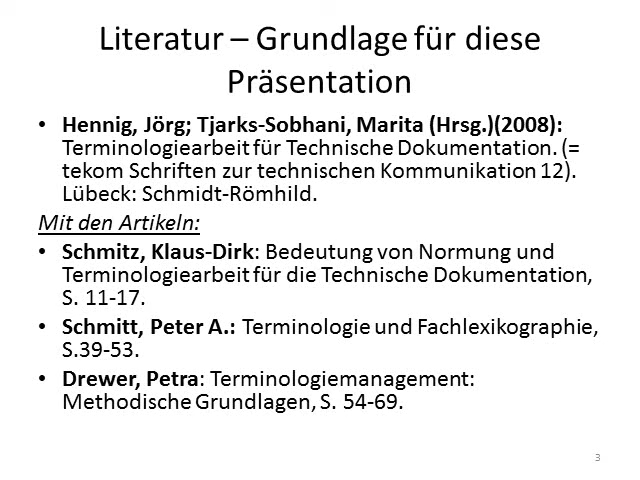 Literatur – Grundlage für diese
Präsentation
• Hennig, Jörg; Tjarks-Sobhani, Marita (Hrsg.)(2008):
Terminologiearbeit für Technische Dokumentation. (=
tekom Schriften zur technischen Kommunikation 12).
Lübeck: Schmidt-Römhild.
Mit den Artikeln:
• Schmitz, Klaus-Dirk: Bedeutung von Normung und
Terminologiearbeit für die Technische Dokumentation,
S. 11-17.
• Schmitt, Peter A.: Terminologie und Fachlexikographie,
S.39-53.
• Drewer, Petra: Terminologiemanagement:
Methodische Grundlagen, S. 54-69.
3